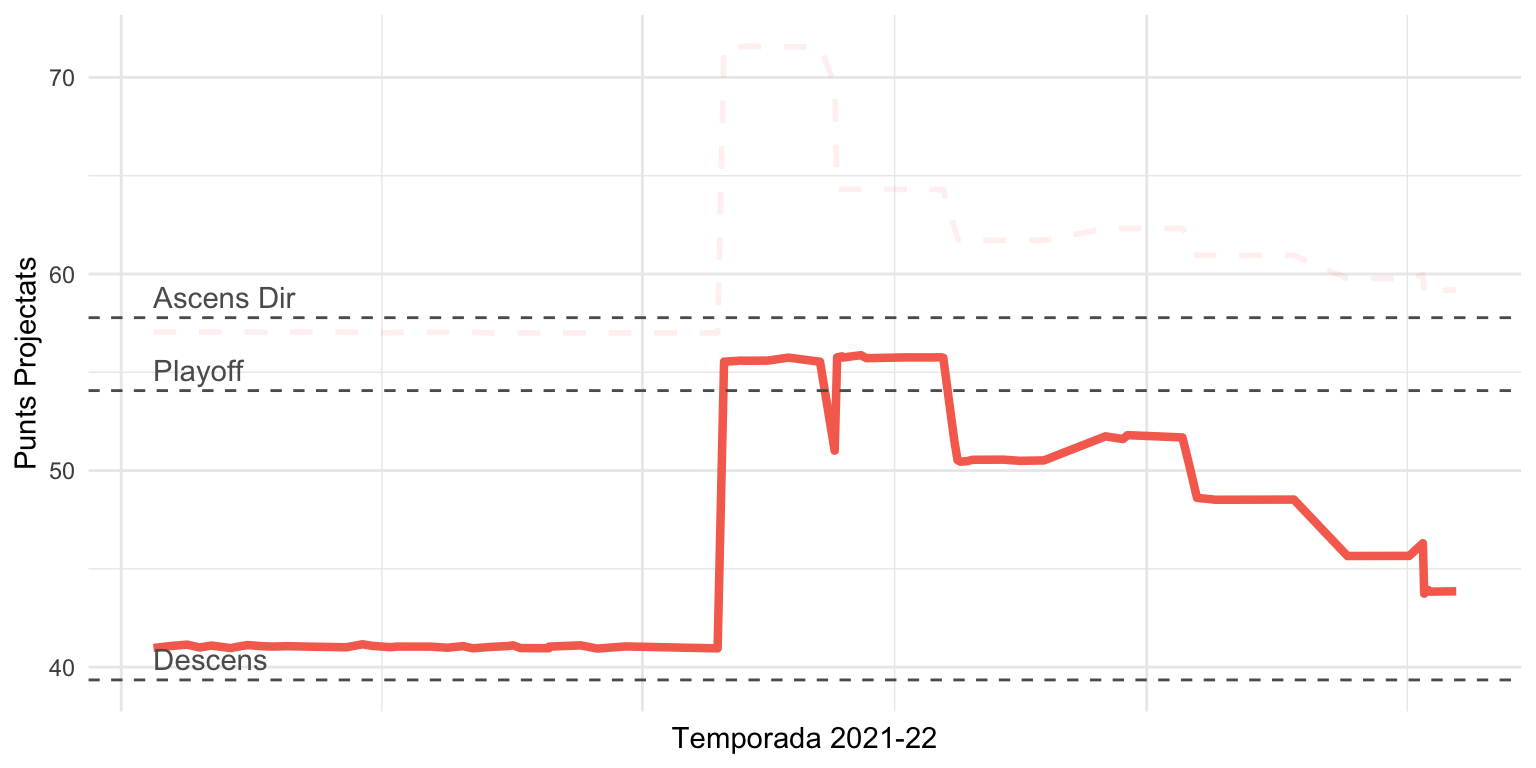 70
60
50
40
Punts Projectats
Ascens Dir
Playoff
Descens
Temporada 2021-22